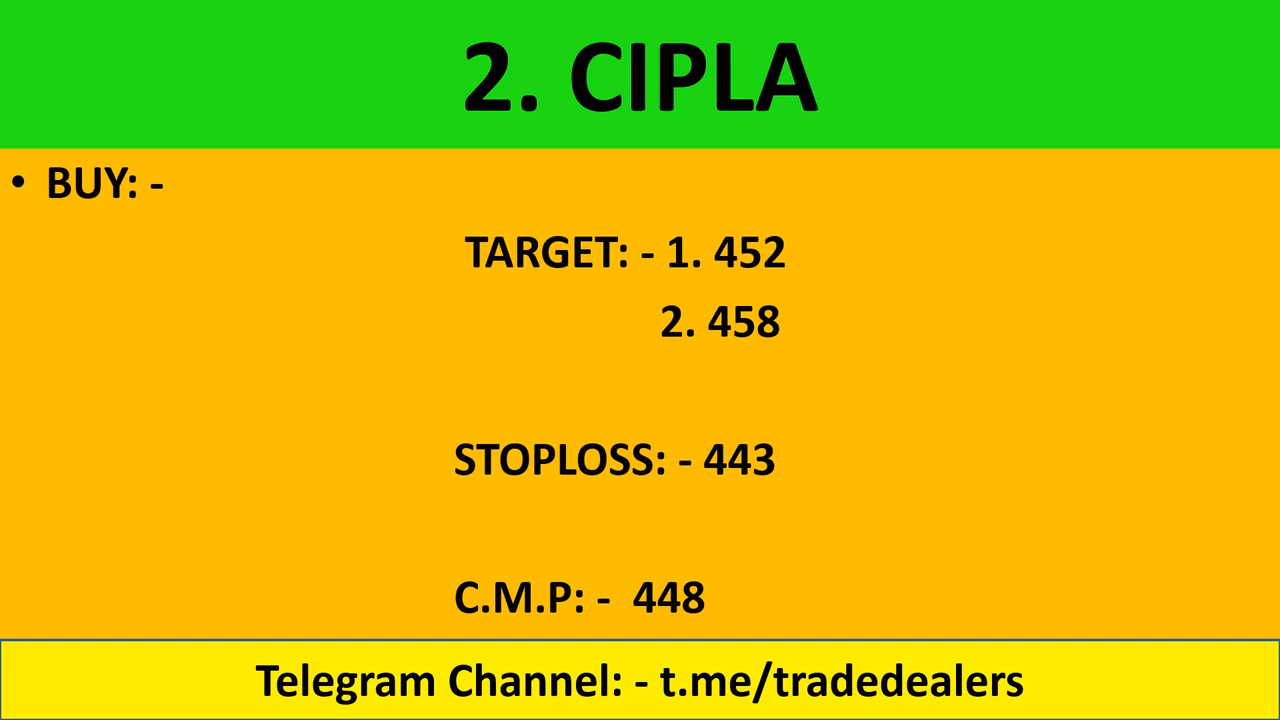 2. CIPLA
• BUY: -
TARGET: - 1. 452
2. 458
STOPLOSS: - 443
C.M.P: -  448
Telegram Channel: - t.me/tradedealers